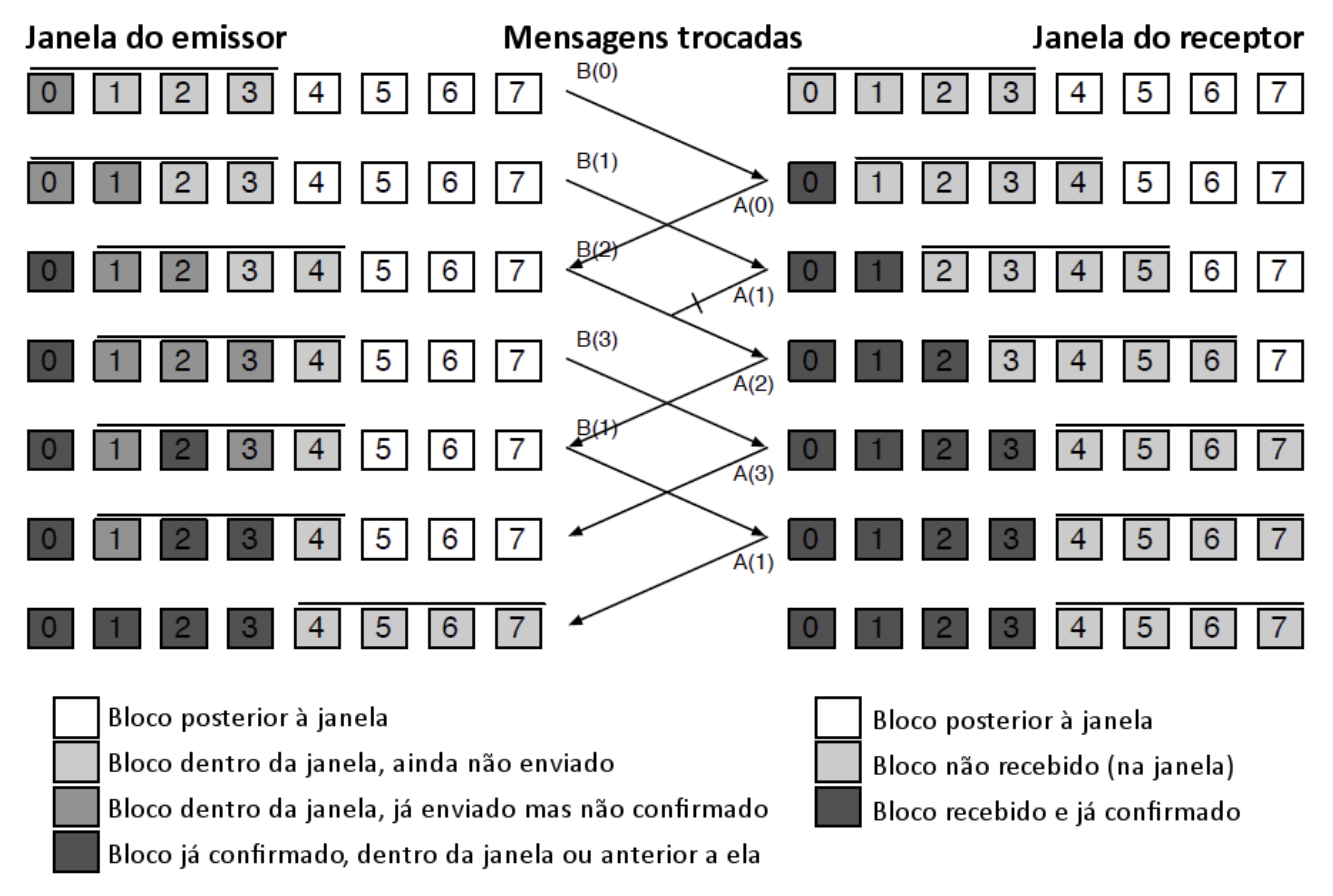 Janela do emissor Mensagens trocadas Janela do receptor
0 1 2 3 4 5 6 7 B(0) 0 1 2 3 4 5 6 7
0 1 2 3 4 5 6 7 B(1) A(0) 0 1 2 3 4 5 6 7
0 1 2 3 4 5 6 7 B(2) A(1) 0 1 2 3 4 5 6 7
0 1 2 3 4 5 6 7 B(3) A(2) 0 1 2 3 4 5 6 7
0 1 2 3 4 5 6 7 B(1) A(3) 0 1 2 3 4 5 6 7
0 1 2 3 4 5 6 7 A(1) 0 1 2 3 4 5 6 7
0 1 2 3 4 5 6 7 0 1 2 3 4 5 6 7
Bloco posterior à janela
Bloco dentro da janela, ainda não enviado
Bloco dentro da janela, já enviado mas não confirmado
Bloco já confirmado, dentro da janela ou anterior a ela
Bloco posterior à janela
Bloco não recebido (na janela)
Bloco recebido e já confirmado